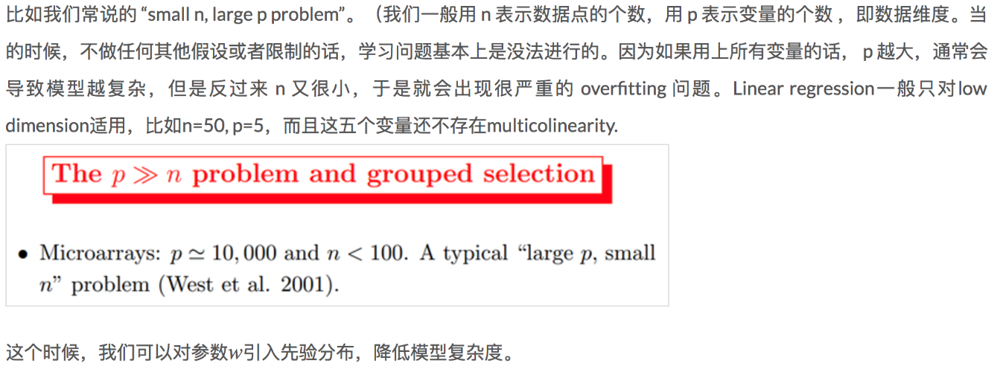 比如我们常说的 “small n, large p problem”。（我们一般用 n 表示数据点的个数，用 p 表示变量的个数 ，即数据维度。当
的时候，不做任何其他假设或者限制的话，学习问题基本上是没法进行的。因为如果用上所有变量的话， p 越大，通常会
导致模型越复杂，但是反过来 n 又很小，于是就会出现很严重的 overfitting 问题。Linear regression一般只对low
dimension适用，比如n=50, p=5，而且这五个变量还不存在multicolinearity.
The p ≫ n problem and grouped selection
• Microarrays: p ≃ 10,000 and n < 100. A typical “large p, small
n” problem (West et al. 2001).
这个时候，我们可以对参数w引入先验分布，降低模型复杂度。